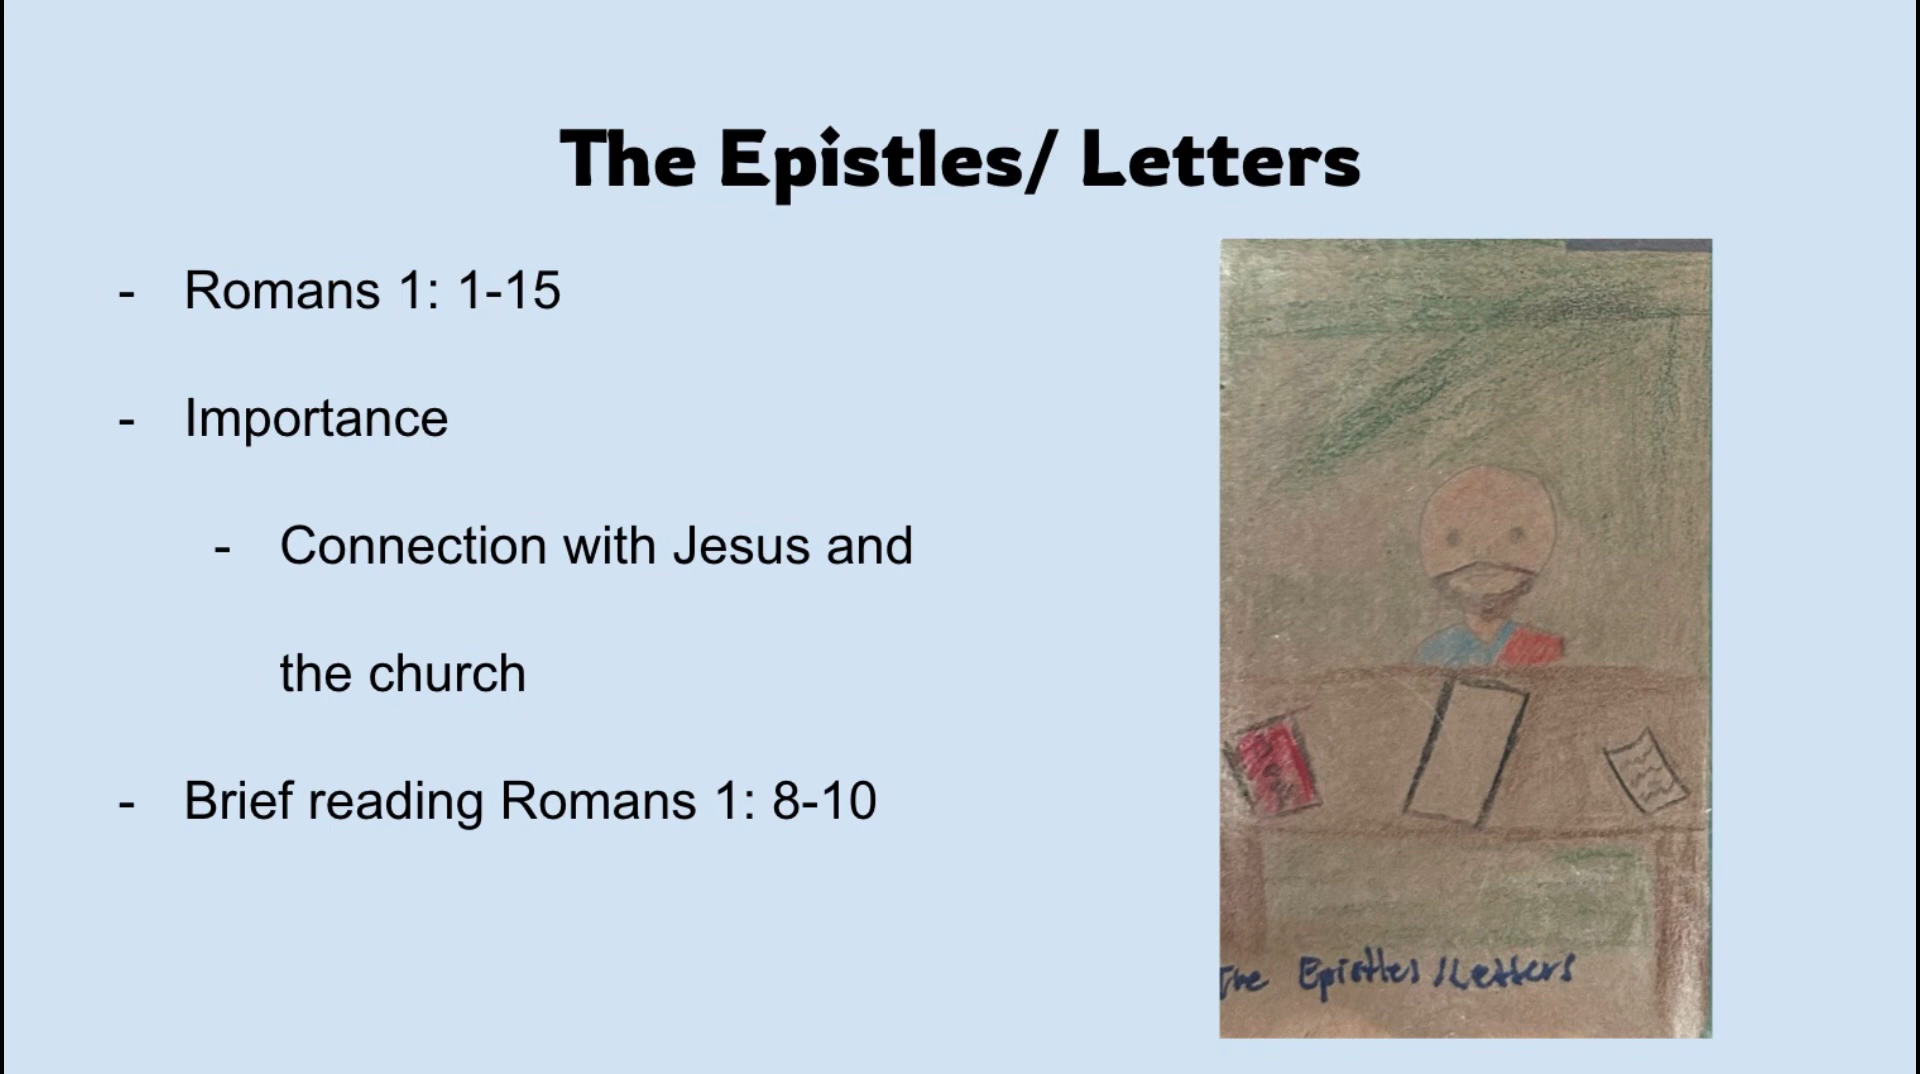 The Epistles/ Letters
- Romans 1: 1-15
- Importance
- Connection with Jesus and
the church
- Brief reading Romans 1: 8-10
The Epistles / Letters